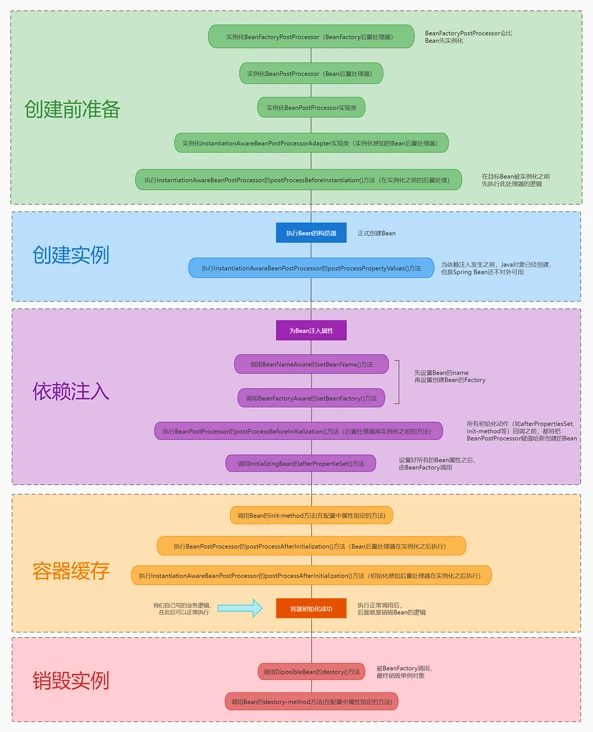 创建前准备
实例化BeanFactoryPostProcessor（BeanFactory后置处理器）
BeanFactoryPostProcessor会比
Bean先实例化
实例化BeanPostProcessor（Bean后置处理器）
实例化BeanPostProcessor实现类
实例化InstantiationAwareBeanPostProcessorAdapter实现类（实例化感知的Bean后置处理器）
执行InstantiationAwareBeanPostProcessor的postProcessBeforeInstantiation()方法（在实例化之前的后置处理）
在目标Bean被实例化之前
先执行此处理器的逻辑
创建实例
执行Bean的构造器
正式创建Bean
执行InstantiationAwareBeanPostProcessor的postProcessPropertyValues()方法
当依赖注入发生之前，Java对象已经创建，
但是Spring Bean还不对外可用
依赖注入
为Bean注入属性
调用BeanNameAware的setBeanName()方法
先设置Bean的name
再设置创建Bean的Factory
调用BeanFactoryAware的setBeanFactory()方法
执行BeanPostProcessor的postProcessBeforeInitialization()方法（后置处理器再实例化之前的方法）
所有初始化动作（如afterPropertiesSet、
init-method等）回调之前，都将把
BeanPostProcessor赋值给新创建的Bean
调用InitializingBean的afterPropertieSet()方法
设置好所有的Bean属性之后，
由BeanFactory调用
容器缓存
调用Bean的init-method方法(在配置中属性指定的方法)
执行BeanPostProcessor的postProcessAfterInitialization()方法（Bean后置处理器在实例化之后执行）
执行InstantiationAwareBeanPostProcessor的postProcessAfterInitialization()方法（初始化感知后置处理器在实例化之后执行）
我们自己写的业务逻辑，
在此后可以正常执行
容器初始化成功
执行正常调用后，
后面就是销毁Bean的逻辑
销毁实例
调用DiposibleBean的destory()方法
被BeanFactory调用，
最终销毁单例对象
调用Bean的destory-method方法(在配置中属性指定的方法)